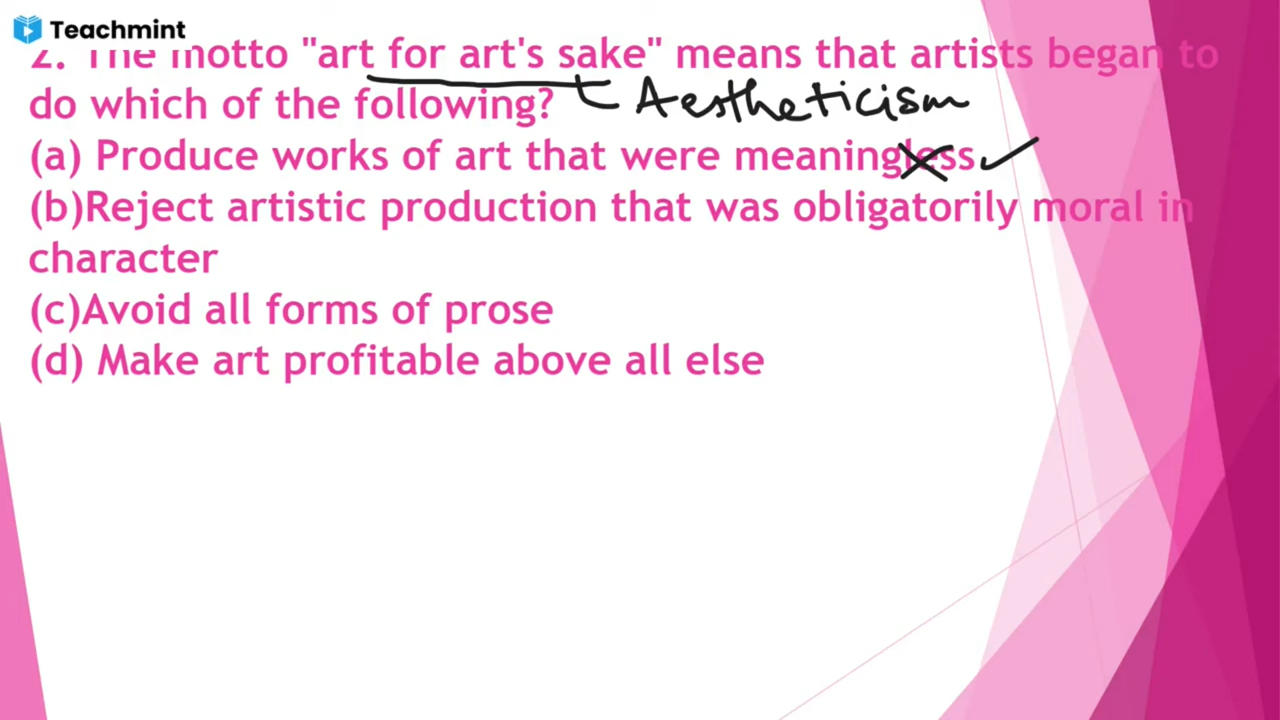 Teachmint
2. The motto "art for art's sake" means that artists began to
do which of the following? Aestheticism
(a) Produce works of art that were meaningless
(b)Reject artistic production that was obligatorily moral in
character
(c)Avoid all forms of prose
(d) Make art profitable above all else